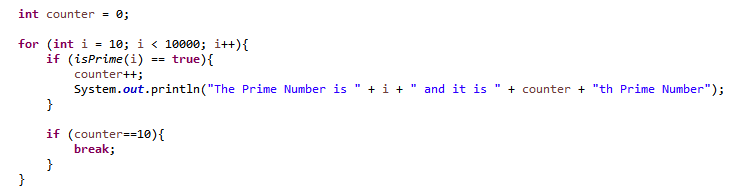 int counter = 0;
for (int i = 10; i < 10000; i++){
if (isPrime(i) == true){
counter++;
System.out.println("The Prime Number is " + i + " and it is " + counter + "th Prime Number");
}
if (counter==10){
break;
}
}